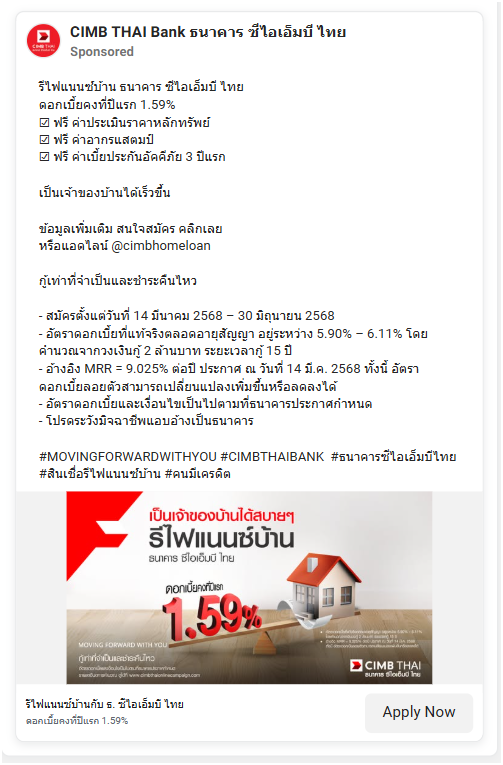 CIMB THAI
CIMB THAI Bank ธนาคาร ซีไอเอ็มบี ไทย
Sponsored
รีไฟแนนซ์บ้าน ธนาคาร ซีไอเอ็มบี ไทย
ดอกเบี้ยคงที่ปีแรก 1.59%
☑ ฟรี ค่าประเมินราคาหลักทรัพย์
☑ ฟรี ค่าอากรแสตมป์
☑ ฟรี ค่าเบี้ยประกันอัคคีภัย 3 ปีแรก
เป็นเจ้าของบ้านได้เร็วขึ้น
ข้อมูลเพิ่มเติม สนใจสมัคร คลิกเลย
หรือแอดไลน์ @cimbhomeloan
กู้เท่าที่จำเป็นและชำระคืนไหว
- สมัครตั้งแต่วันที่ 14 มีนาคม 2568 – 30 มิถุนายน 2568
- อัตราดอกเบี้ยที่แท้จริงตลอดอายุสัญญา อยู่ระหว่าง 5.90% – 6.11% โดย
คำนวณจากวงเงินกู้ 2 ล้านบาท ระยะเวลากู้ 15 ปี
- อ้างอิง MRR = 9.025% ต่อปี ประกาศ ณ วันที่ 14 มี.ค. 2568 ทั้งนี้ อัตรา
ดอกเบี้ยลอยตัวสามารถเปลี่ยนแปลงเพิ่มขึ้นหรือลดลงได้
- อัตราดอกเบี้ยและเงื่อนไขเป็นไปตามที่ธนาคารประกาศกำหนด
- โปรดระวังมิจฉาชีพแอบอ้างเป็นธนาคาร
#MOVINGFORWARDWITHYOU #CIMBTHAIBANK #ธนาคารซีไอเอ็มบีไทย
#สินเชื่อรีไฟแนนซ์บ้าน #คนมีเครดิต
เป็นเจ้าของบ้านได้สบายๆ
รีไฟแนนซ์บ้าน
ธนาคาร ซีไอเอ็มบี ไทย
ดอกเบี้ยคงที่ปีแรก
1.59%
MOVING FORWARD WITH YOU
กู้เท่าที่จำเป็นและชำระคืนไหว
CIMB THAI
ธนาคาร ซีไอเอ็มบี ไทย
รีไฟแนนซ์บ้านกับ ธ. ซีไอเอ็มบี ไทย
ดอกเบี้ยคงที่ปีแรก 1.59%
Apply Now